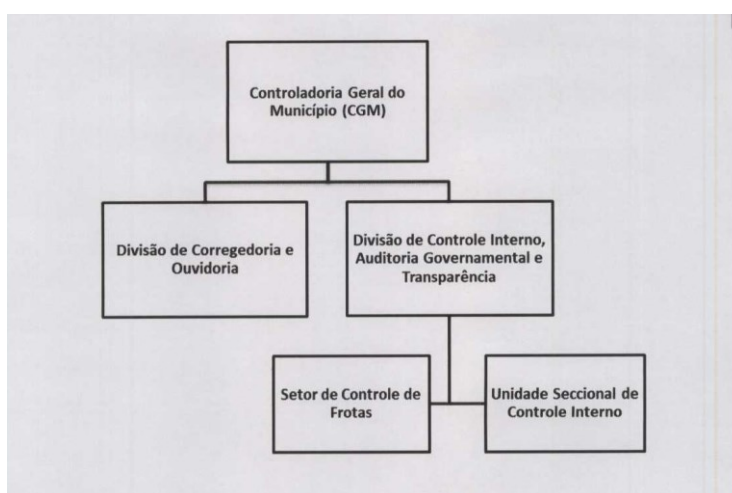 Controladoria Geral do
Município (CGM)
Divisão de Corregedoria e
Ouvidoria
Divisão de Controle Interno,
Auditoria Governamental e
Transparência
Setor de Controle de
Frotas
Unidade Seccional de
Controle Interno